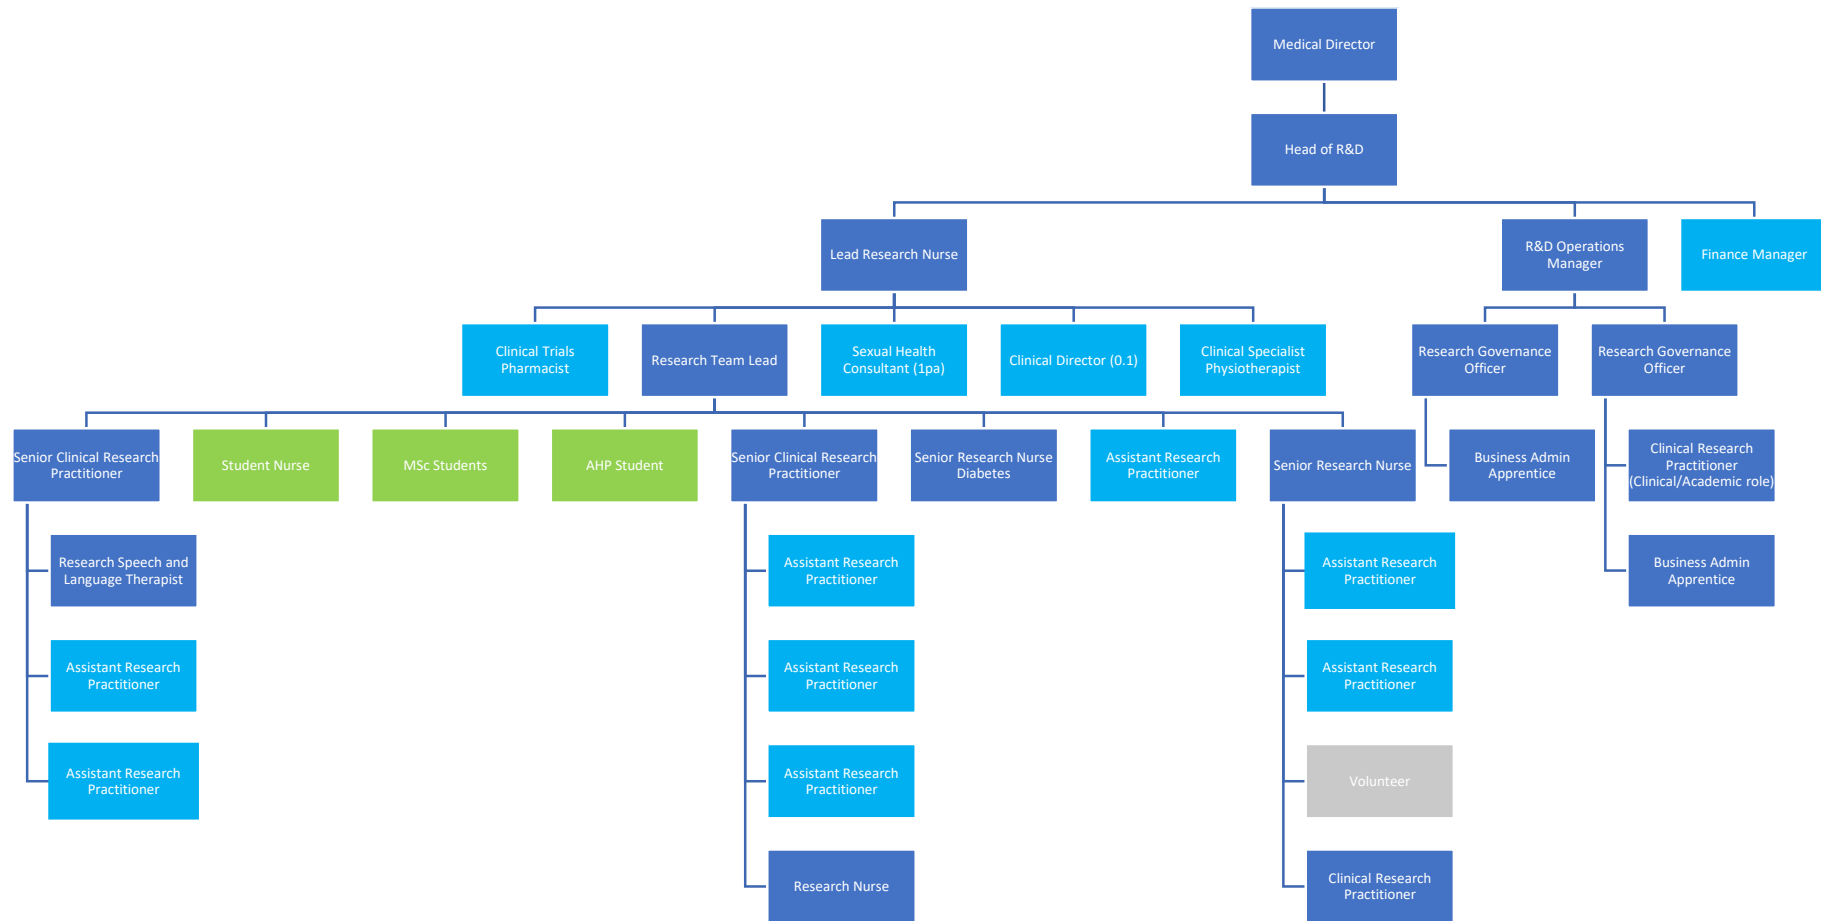 Medical Director
Head of R&D
Lead Research Nurse
R&D Operations
Manager
Finance Manager
Clinical Trials
Pharmacist
Research Team Lead
Sexual Health
Consultant (1pa)
Clinical Director (0.1)
Clinical Specialist
Physiotherapist
Research Governance
Officer
Research Governance
Officer
Senior Clinical Research
Practitioner
Student Nurse
MSc Students
AHP Student
Senior Clinical Research
Practitioner
Senior Research Nurse
Diabetes
Assistant Research
Practitioner
Senior Research Nurse
Business Admin
Apprentice
Clinical Research
Practitioner
(Clinical/Academic role)
Research Speech and
Language Therapist
Assistant Research
Practitioner
Assistant Research
Practitioner
Business Admin
Apprentice
Assistant Research
Practitioner
Assistant Research
Practitioner
Assistant Research
Practitioner
Assistant Research
Practitioner
Assistant Research
Practitioner
Volunteer
Research Nurse
Clinical Research
Practitioner